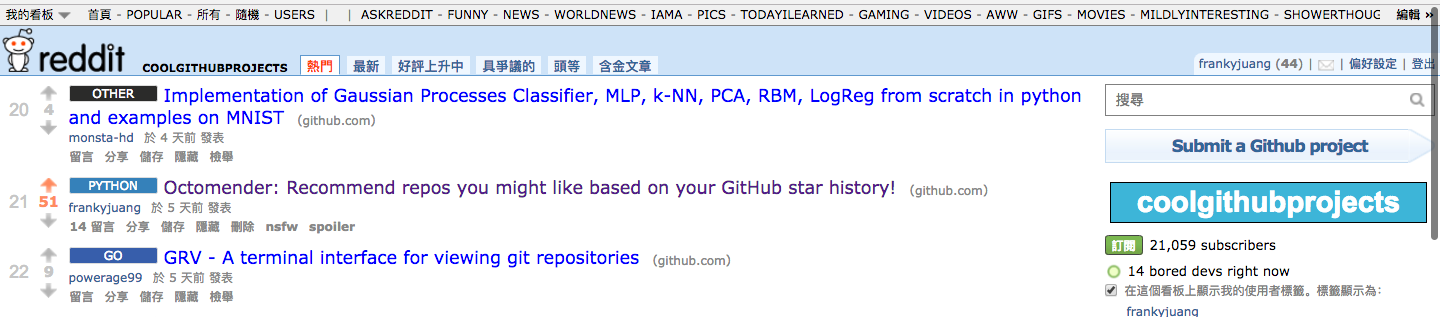 我的看板 ▼ 首頁 - POPULAR - 所有 - 隨機 - USERS | | ASKREDDIT - FUNNY - NEWS - WORLDNEWS - IAMA - PICS - TODAYILEARNED - GAMING - VIDEOS - AWW - GIFS - MOVIES - MILDLYINTERESTING - SHOWERTHOUG 編輯 »
reddit COOLGITHUBPROJECTS 熱門 最新 好評上升中 具爭議的 頭等 含金文章
frankyjuang (44) | | 偏好設定 | 登出
20 4 OTHER Implementation of Gaussian Processes Classifier, MLP, k-NN, PCA, RBM, LogReg from scratch in python
and examples on MNIST (github.com)
monsta-hd 於 4 天前 發表
留言 分享 儲存 隱藏 檢舉
21 51 PYTHON Octomender: Recommend repos you might like based on your GitHub star history! (github.com)
frankyjuang 於 5 天前 發表
14 留言 分享 儲存 隱藏 刪除 nsfw spoiler
22 9 GO GRV - A terminal interface for viewing git repositories (github.com)
powerage99 於 5 天前 發表
留言 分享 儲存 隱藏 檢舉
搜尋
Submit a Github project
coolgithubprojects
訂閱 21,059 subscribers
14 bored devs right now
在這個看板上顯示我的使用者標籤。標籤顯示為：
frankyjuang